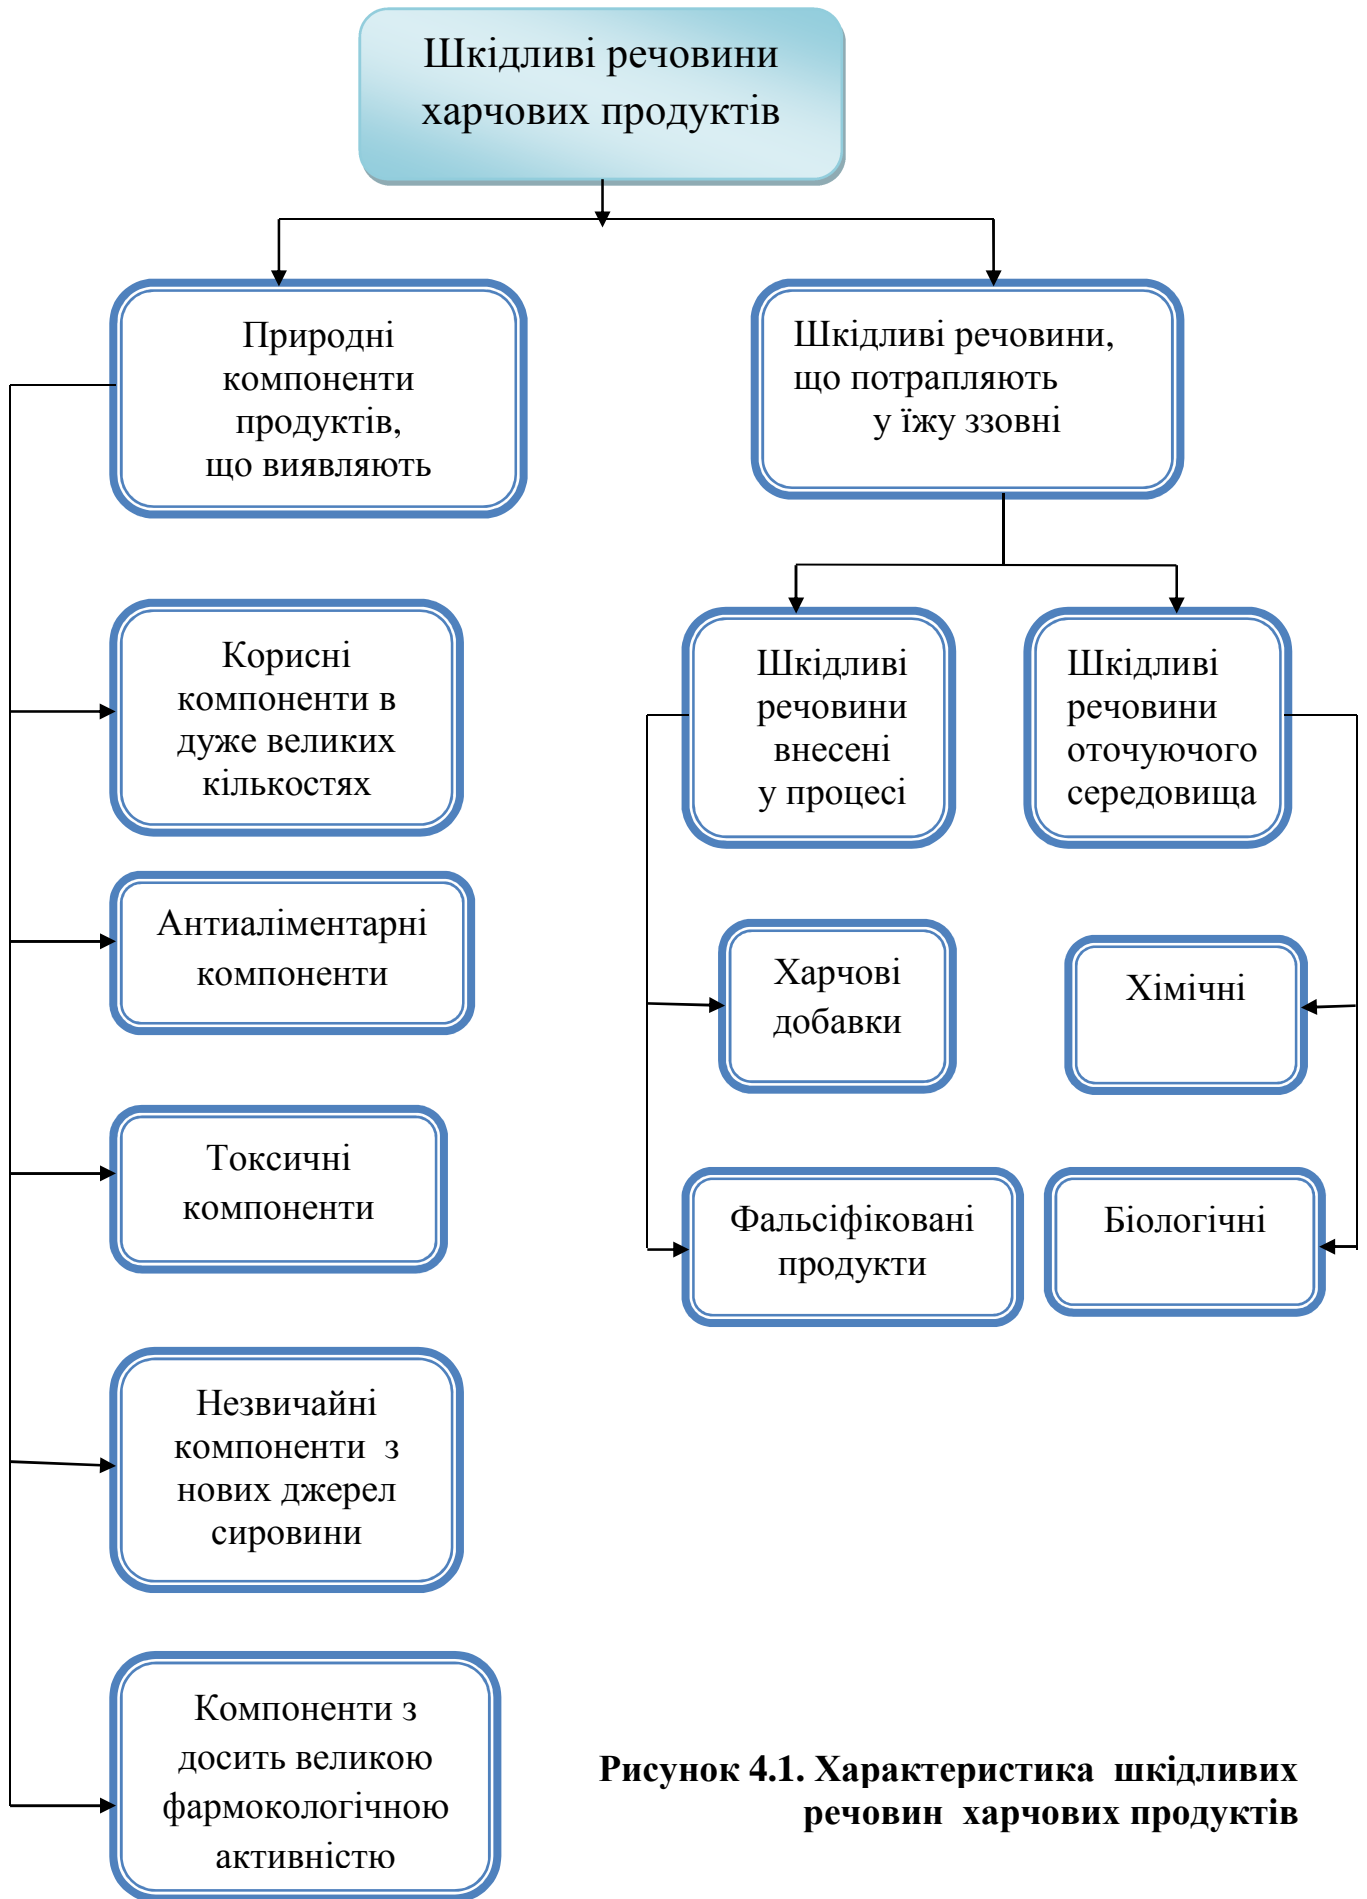 Шкідливі речовини
харчових продуктів
Природні
компоненти
продуктів,
що виявляють
Шкідливі речовини,
що потрапляють
у їжу ззовні
Корисні
компоненти в
дуже великих
кількостях
Шкідливі
речовини
внесені
у процесі
Шкідливі
речовини
оточуючого
середовища
Антиаліментарні
компоненти
Харчові
добавки
Хімічні
Токсичні
компоненти
Фальсіфіковані
продукти
Біологічні
Незвичайні
компоненти з
нових джерел
сировини
Компоненти з
досить великою
фармокологічною
активністю
Рисунок 4.1. Характеристика шкідливих
речовин харчових продуктів